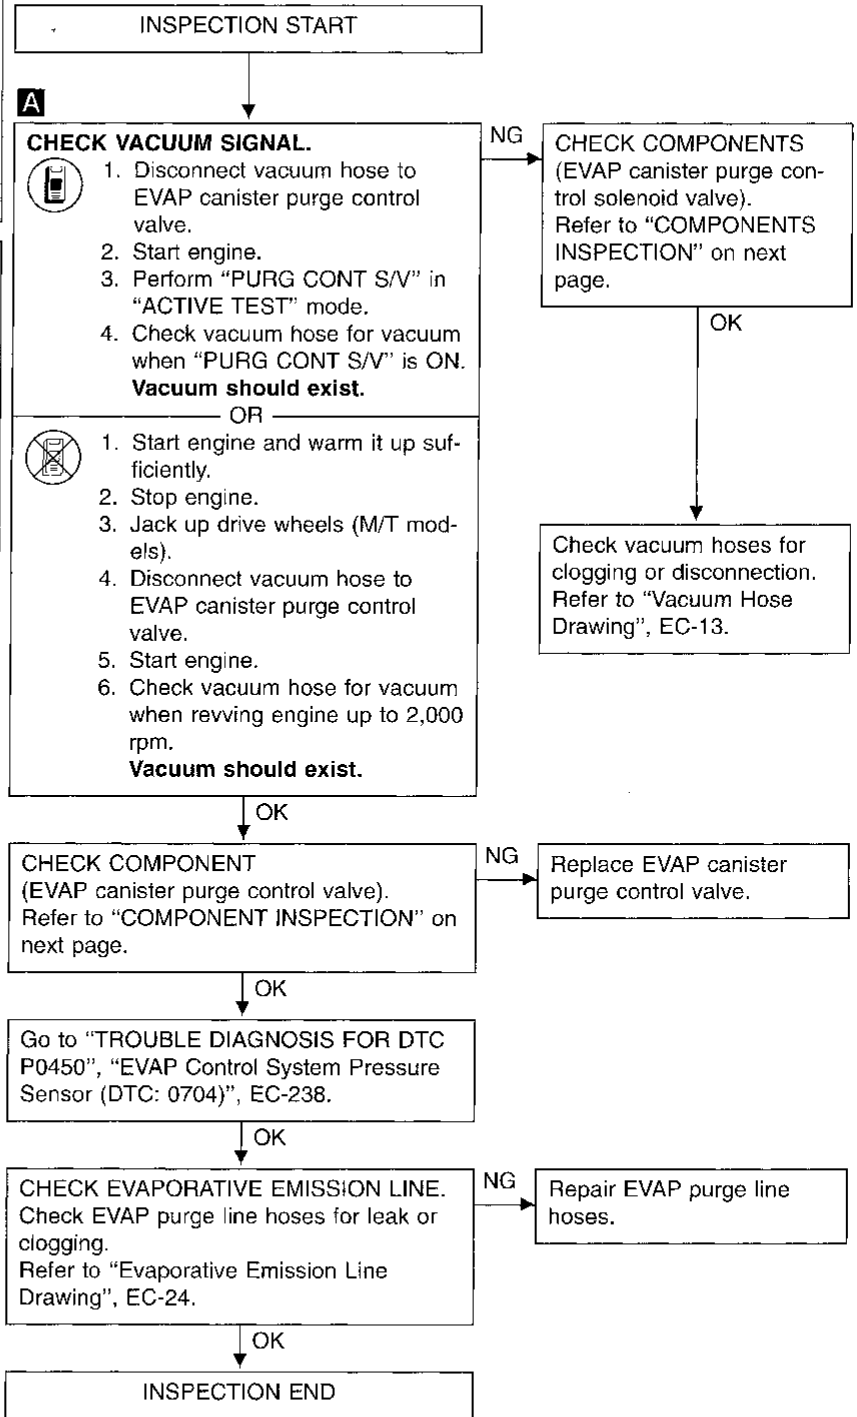 INSPECTION START
A
CHECK VACUUM SIGNAL.
1. Disconnect vacuum hose to
EVAP canister purge control
valve.
2. Start engine.
3. Perform “PURG CONT S/V” in
“ACTIVE TEST” mode.
4. Check vacuum hose for vacuum
when “PURG CONT S/V” is ON.
Vacuum should exist.
OR
1. Start engine and warm it up suf-
ficiently.
2. Stop engine.
3. Jack up drive wheels (M/T mod-
els).
4. Disconnect vacuum hose to
EVAP canister purge control
valve.
5. Start engine.
6. Check vacuum hose for vacuum
when revving engine up to 2,000
rpm.
Vacuum should exist.
NG
CHECK COMPONENTS
(EVAP canister purge con-
trol solenoid valve).
Refer to “COMPONENTS
INSPECTION” on next
page.
OK
Check vacuum hoses for
clogging or disconnection.
Refer to “Vacuum Hose
Drawing”, EC-13.
OK
CHECK COMPONENT
(EVAP canister purge control valve).
Refer to “COMPONENT INSPECTION” on
next page.
NG
Replace EVAP canister
purge control valve.
OK
Go to “TROUBLE DIAGNOSIS FOR DTC
P0450”, “EVAP Control System Pressure
Sensor (DTC: 0704)”, EC-238.
OK
CHECK EVAPORATIVE EMISSION LINE.
Check EVAP purge line hoses for leak or
clogging.
Refer to “Evaporative Emission Line
Drawing”, EC-24.
NG
Repair EVAP purge line
hoses.
OK
INSPECTION END